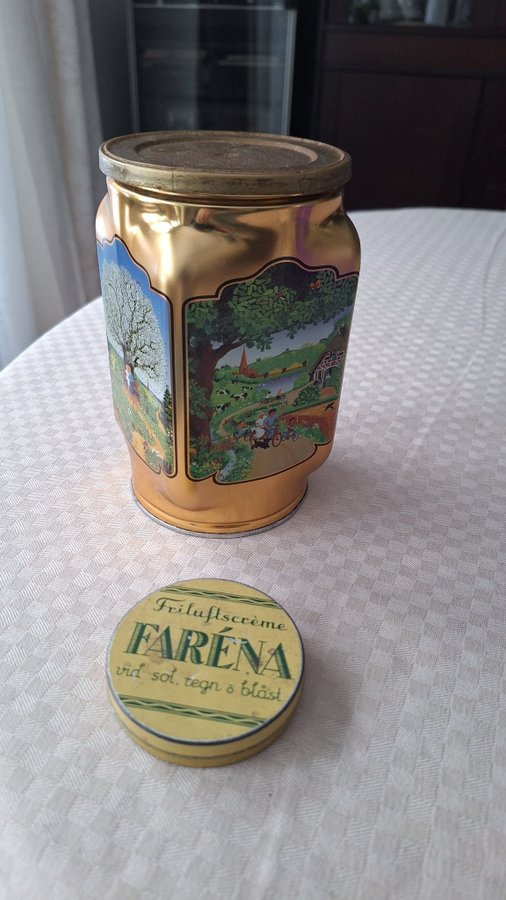 Friluftscrème
FARÉNA
vid sol, regn & blåst